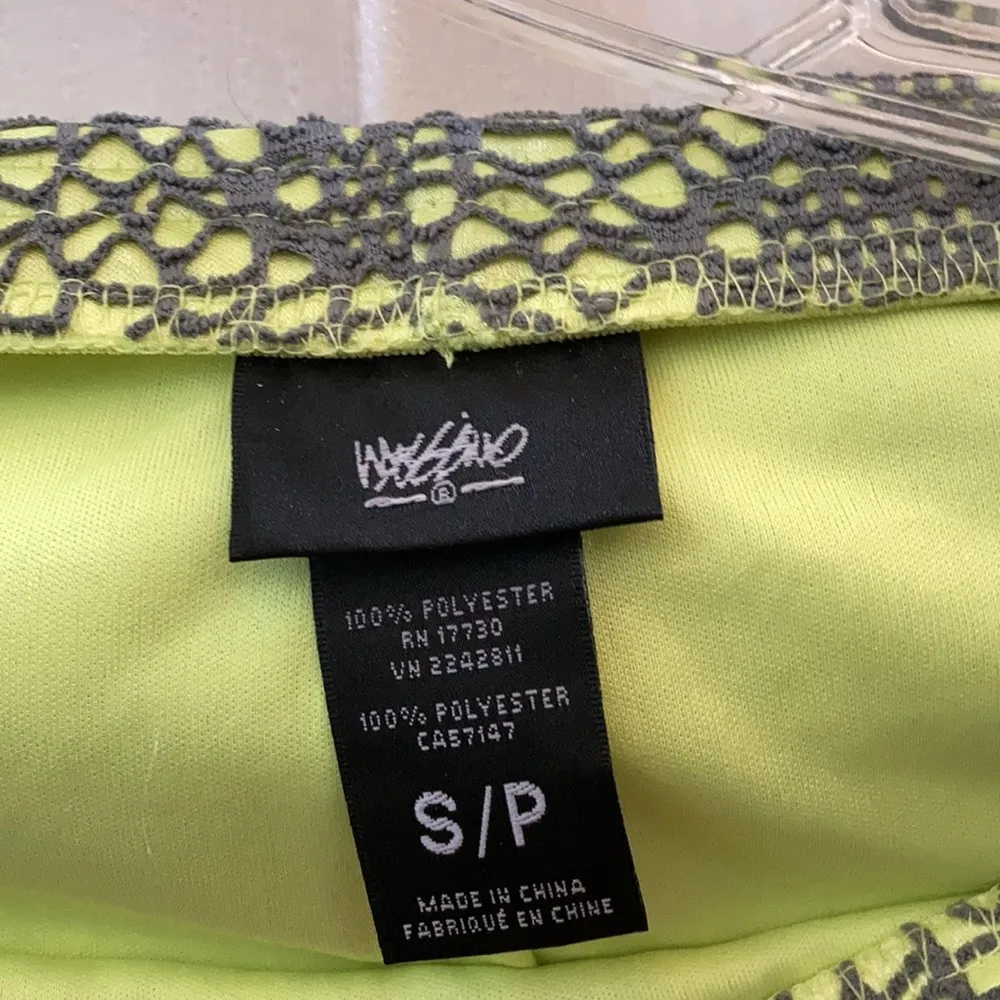 MOSSIMO
®
100% POLYESTER
RN 17730
VN 2242811
100% POLYESTER
CA57147
S/P
MADE IN CHINA
FABRIQUÉ EN CHINE